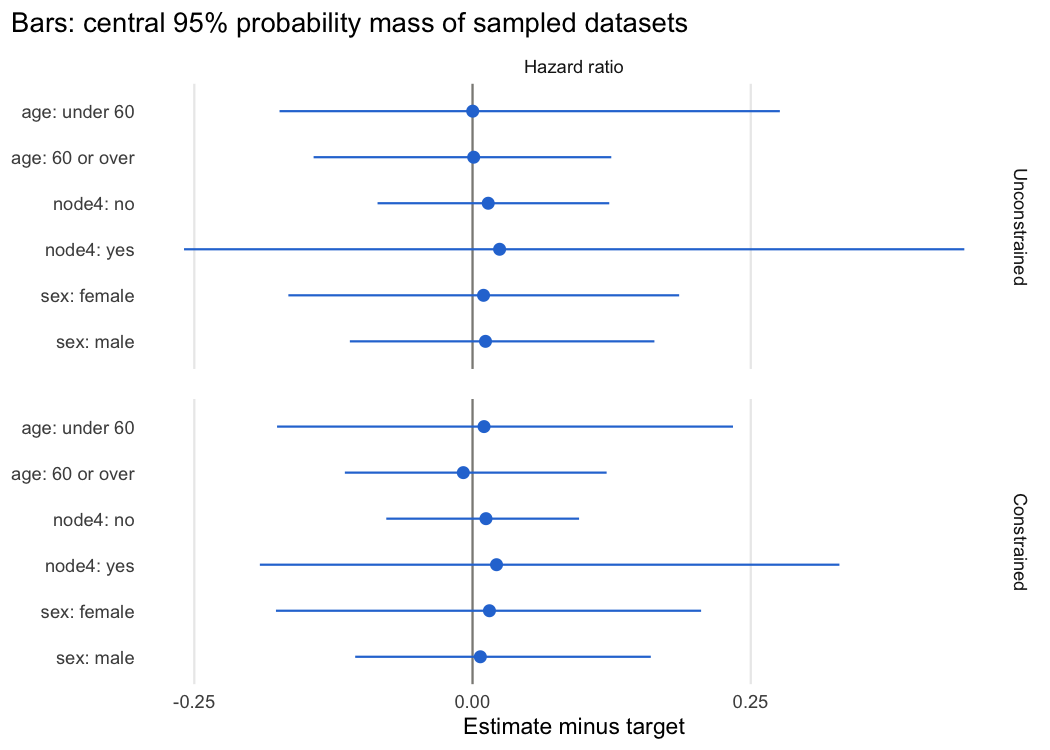 Bars: central 95% probability mass of sampled datasets
Hazard ratio
age: under 60
age: 60 or over
node4: no
node4: yes
sex: female
sex: male
Unconstrained
age: under 60
age: 60 or over
node4: no
node4: yes
sex: female
sex: male
Constrained
-0.25 0.00 0.25
Estimate minus target